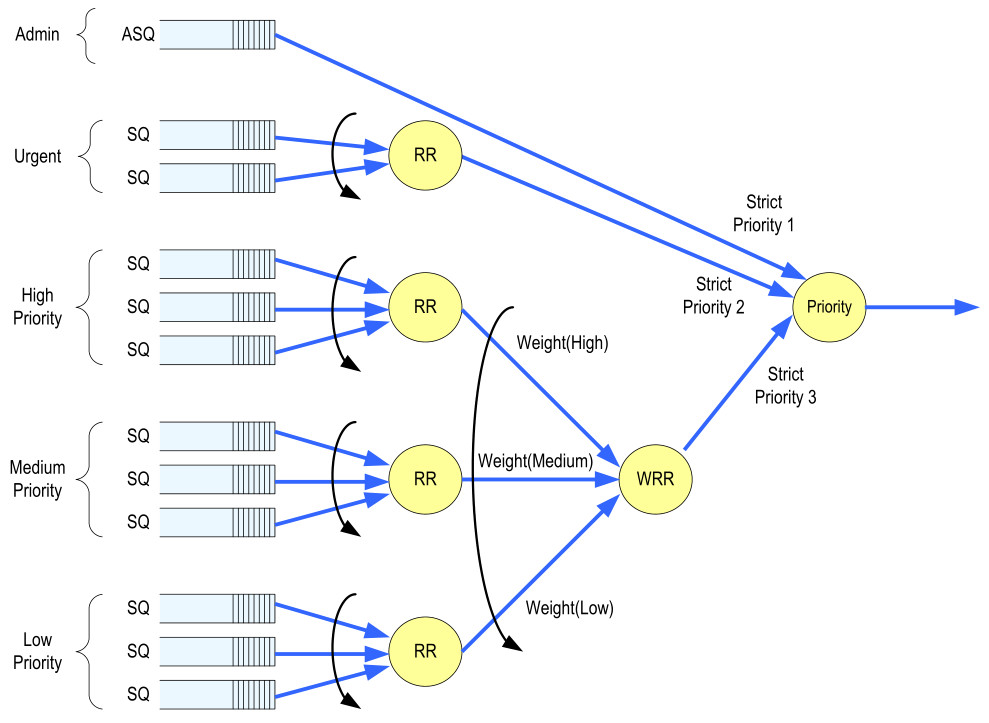 Admin
ASQ
Urgent
SQ
SQ
RR
Strict
Priority 1
Strict
Priority 2
Priority
High
Priority
SQ
SQ
SQ
RR
Weight(High)
Strict
Priority 3
Medium
Priority
SQ
SQ
SQ
RR
Weight(Medium)
WRR
Low
Priority
SQ
SQ
SQ
RR
Weight(Low)